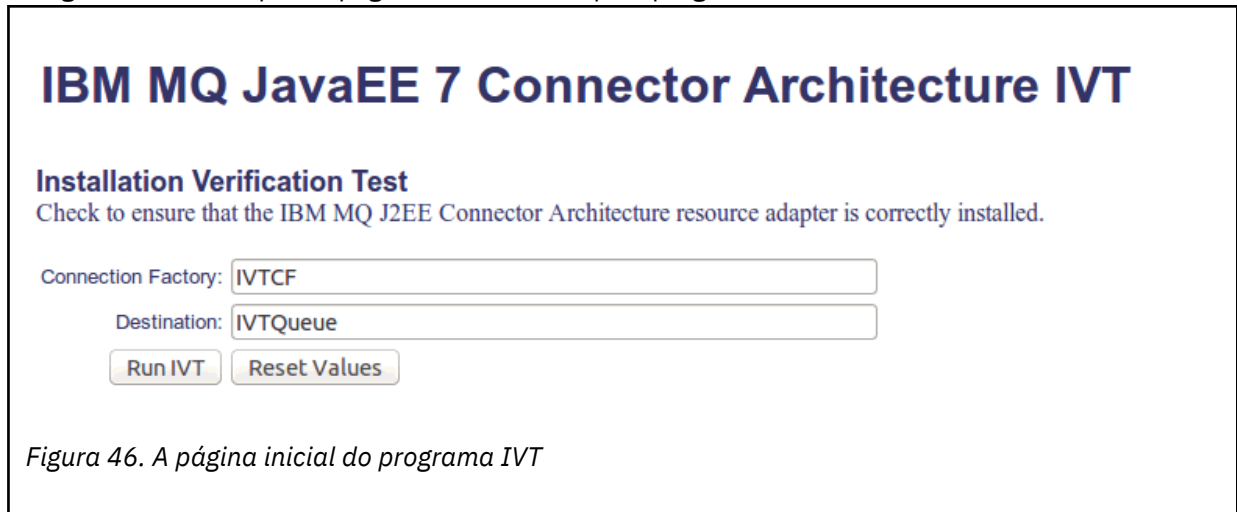 IBM MQ JavaEE 7 Connector Architecture IVT
Installation Verification Test
Check to ensure that the IBM MQ J2EE Connector Architecture resource adapter is correctly installed.
Connection Factory: IVTCF
Destination: IVTQueue
Run IVT Reset Values
Figura 46. A página inicial do programa IVT